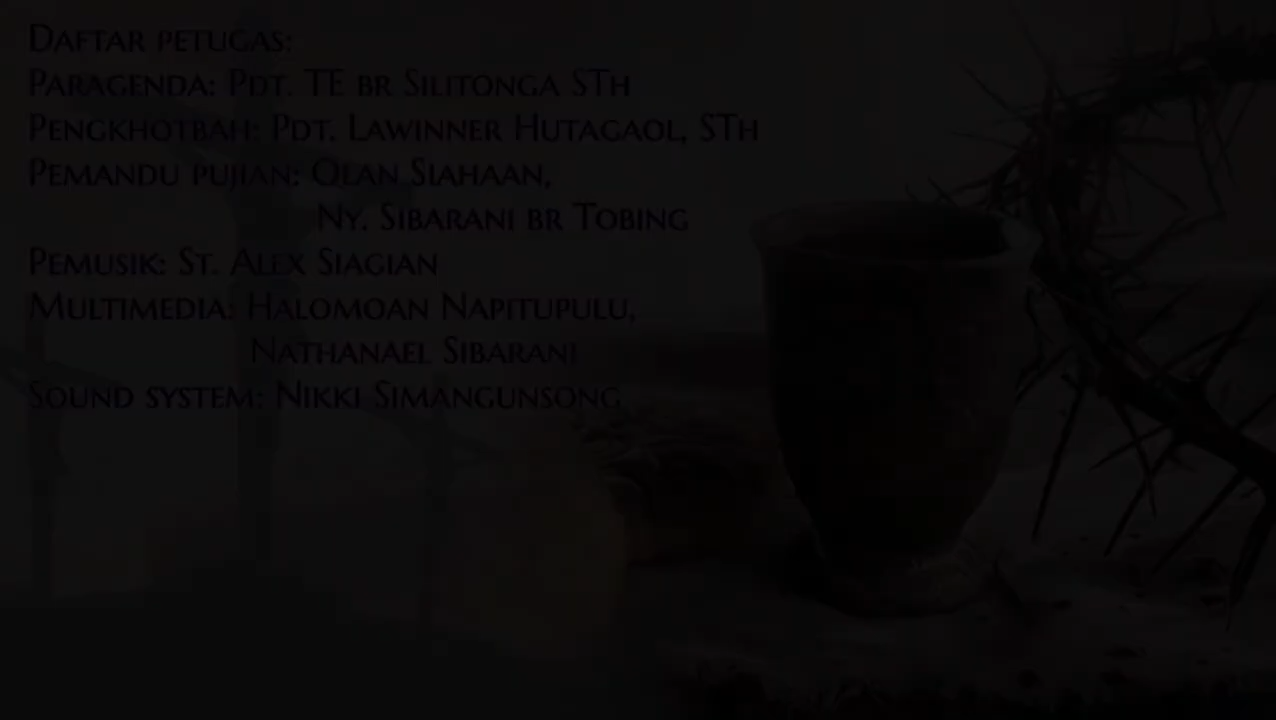 Daftar petugas:
Paragenda: Pdt. TE br Silitonga STh
Pengkhotbah: Pdt. Lawinner Hutagaol, STh
Pemandu pujian: Olan Siahaan,
Ny. Sibarani br Tobing
Pemusik: St. Alex Siagian
Multimedia: Halomoan Napitupulu,
Nathanael Sibarani
Sound system: Nikki Simangunsong